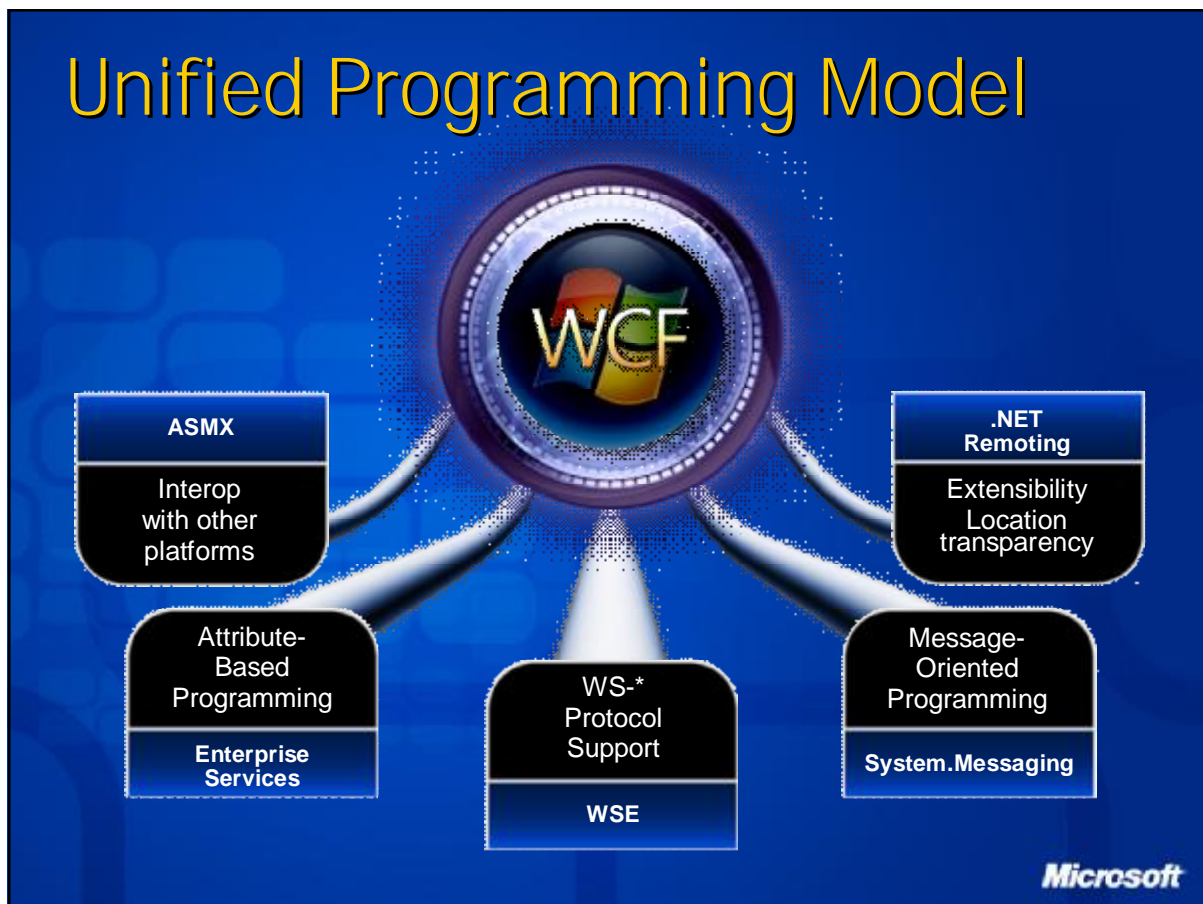 Unified Programming Model
WCF
ASMX
Interop
with other
platforms
.NET
Remoting
Extensibility
Location
transparency
Attribute-
Based
Programming
Enterprise
Services
WS-*
Protocol
Support
WSE
Message-
Oriented
Programming
System.Messaging
Microsoft